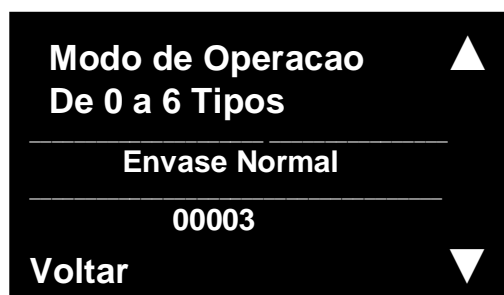 Modo de Operacao
De 0 a 6 Tipos
Envase Normal
00003
Voltar